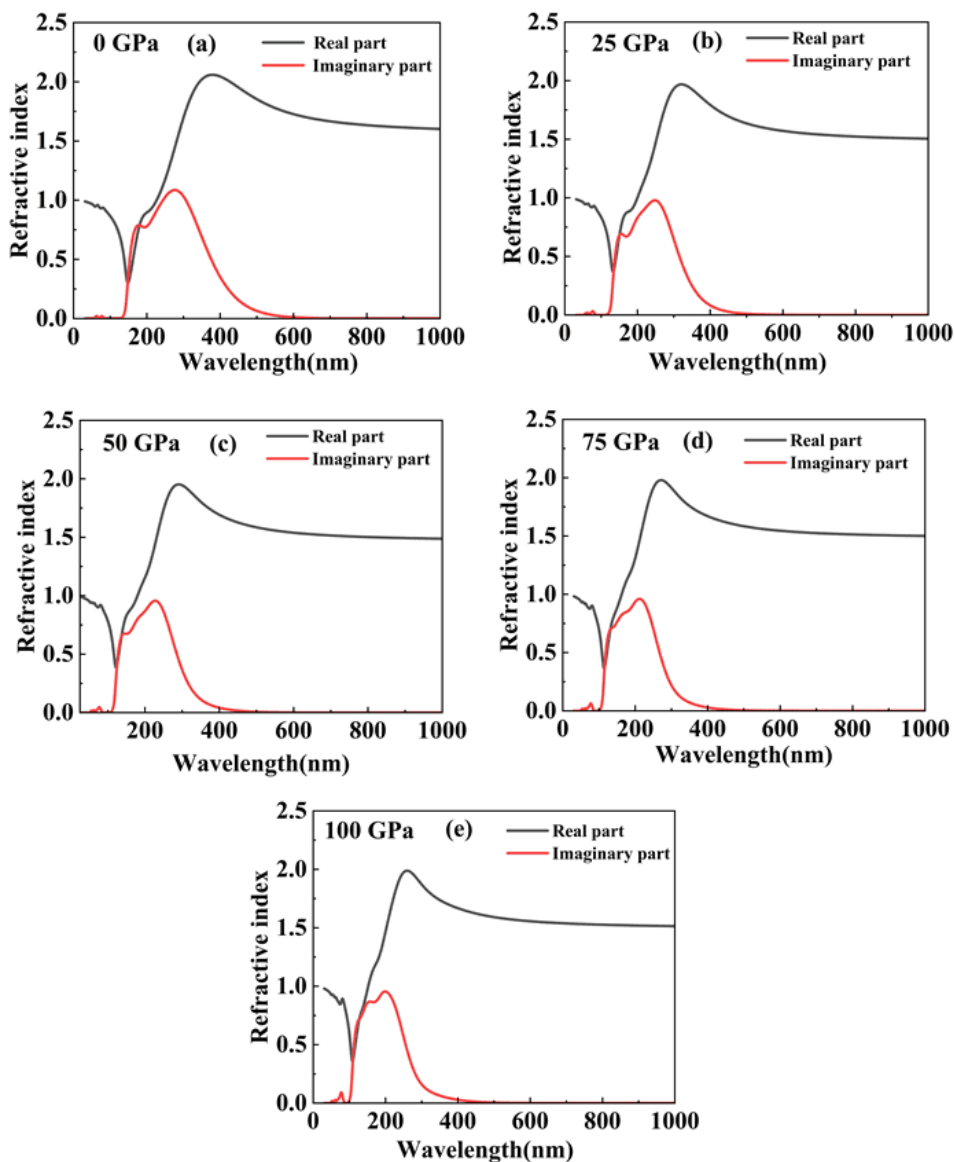 0 GPa (a)
Real part
Imaginary part
Refractive index
2.5
2.0
1.5
1.0
0.5
0.0
0 200 400 600 800 1000
Wavelength(nm)
25 GPa (b)
Real part
Imaginary part
Refractive index
2.5
2.0
1.5
1.0
0.5
0.0
0 200 400 600 800 1000
Wavelength(nm)
50 GPa (c)
Real part
Imaginary part
Refractive index
2.5
2.0
1.5
1.0
0.5
0.0
200 400 600 800 1000
Wavelength(nm)
75 GPa (d)
Real part
Imaginary part
Refractive index
2.5
2.0
1.5
1.0
0.5
0.0
0 200 400 600 800 1000
Wavelength(nm)
100 GPa (e)
Real part
Imaginary part
Refractive index
2.5
2.0
1.5
1.0
0.5
0.0
0 200 400 600 800 1000
Wavelength(nm)